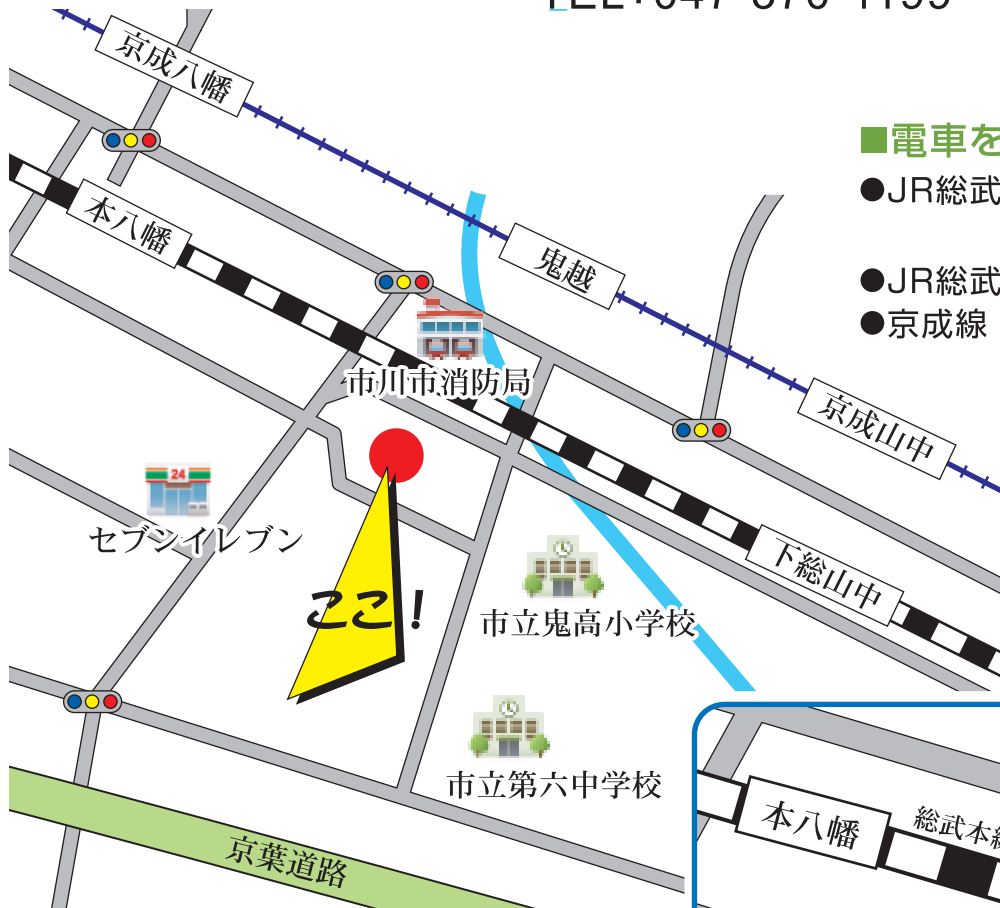 京成八幡
■電車を
●JR総武
本八幡
鬼越
●JR総武
●京成線
市川市消防局
京成山中
24
セブンイレブン
下総山中
ここ!
市立鬼高小学校
市立第六中学校
本八幡
総武本線
京葉道路